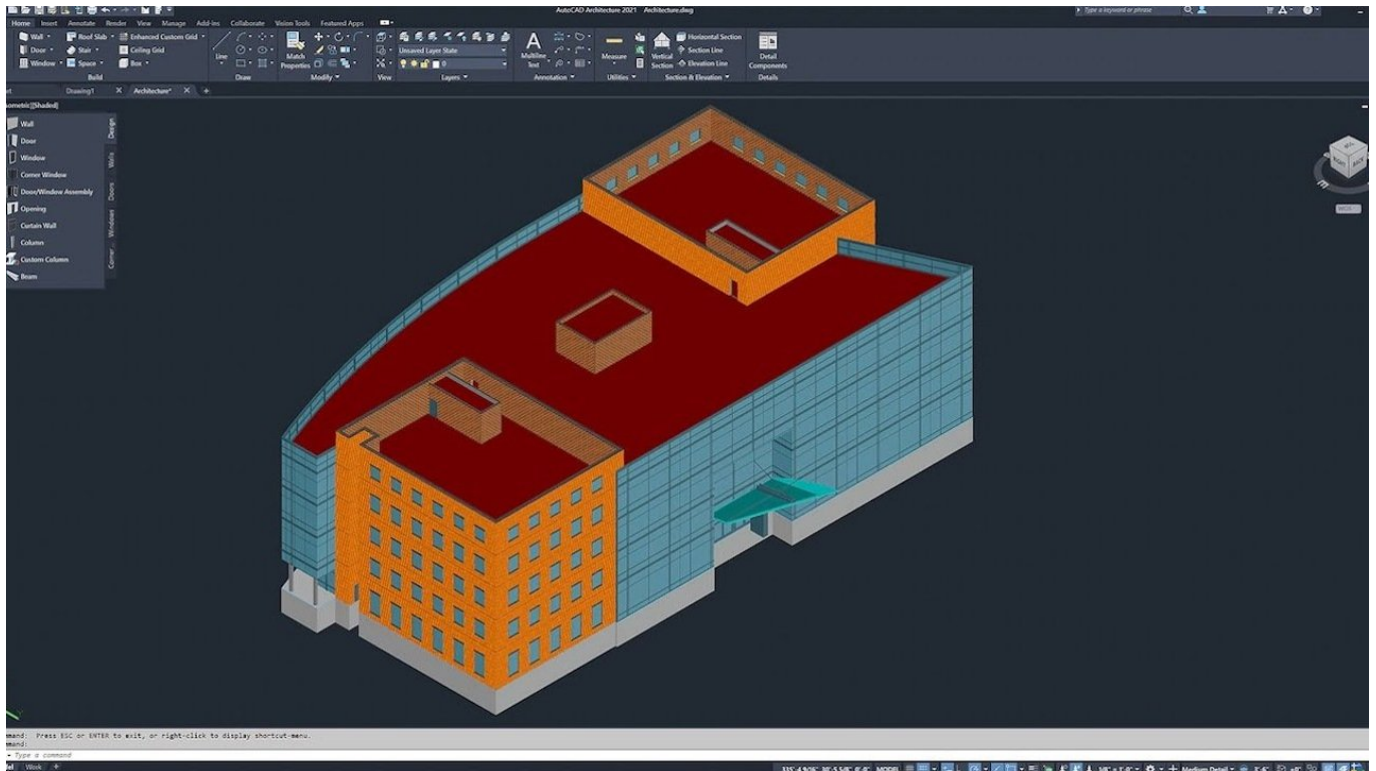 AutoCAD Architecture 2021 Architecture.dwg
Type a keyword or phrase
Home Insert Annotate Render View Manage Add-ins Collaborate Vision Tools Featured Apps
Wall Roof Slab Enhanced Custom Grid
Door Stair Ceiling Grid
Window Space Box
Line
Match
Properties
Unsaved Layer State
0
Multiline
Text
Measure
Vertical
Section
Horizontal Section
Section Line
Elevation Line
Detail
Components
Build Draw Modify View Layers Annotation Utilities Section & Elevation Details
Drawing1 Architecture*
Wall
Door
Window
Corner Window
Door/Window Assembly
Opening
Curtain Wall
Column
Custom Column
Beam
Design
Walls
Doors
Windows
RIGHT BACK
Press ESC or ENTER to exit, or right-click to display shortcut-menu.
Type a command
Work
MODEL
Medium Detail